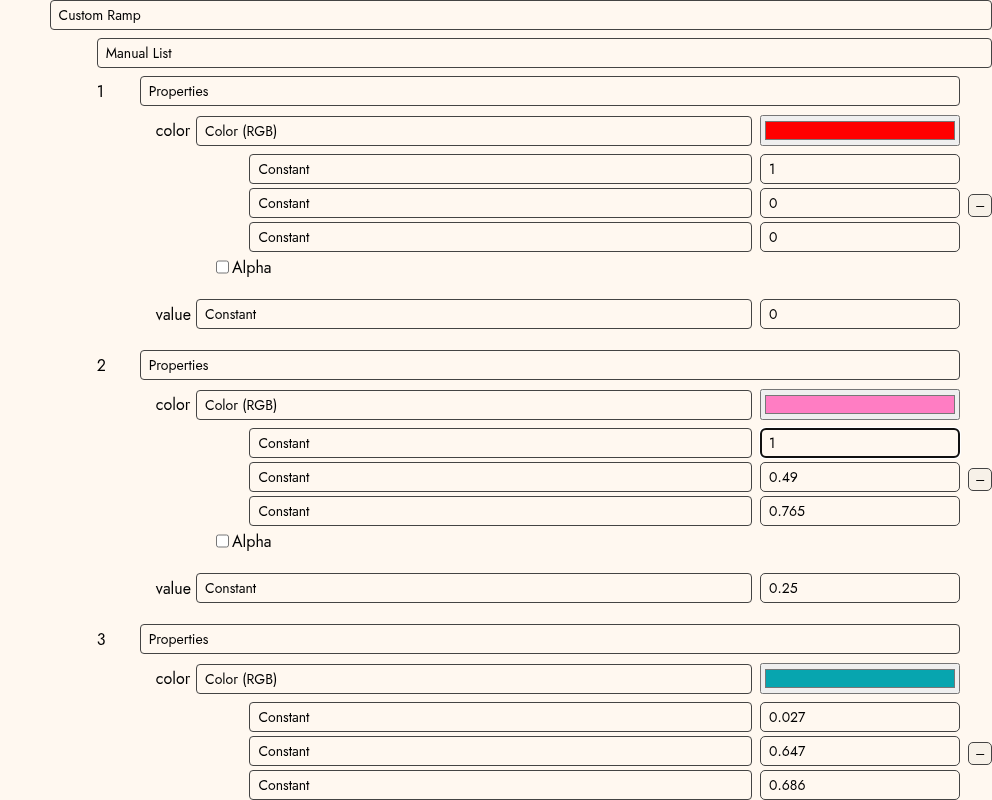 Custom Ramp
Manual List
1 Properties
color Color (RGB)
Constant 1
Constant 0
–
Constant 0
Alpha
value Constant 0
2 Properties
color Color (RGB)
Constant 1
Constant 0.49
–
Constant 0.765
Alpha
value Constant 0.25
3 Properties
color Color (RGB)
Constant 0.027
Constant 0.647
–
Constant 0.686